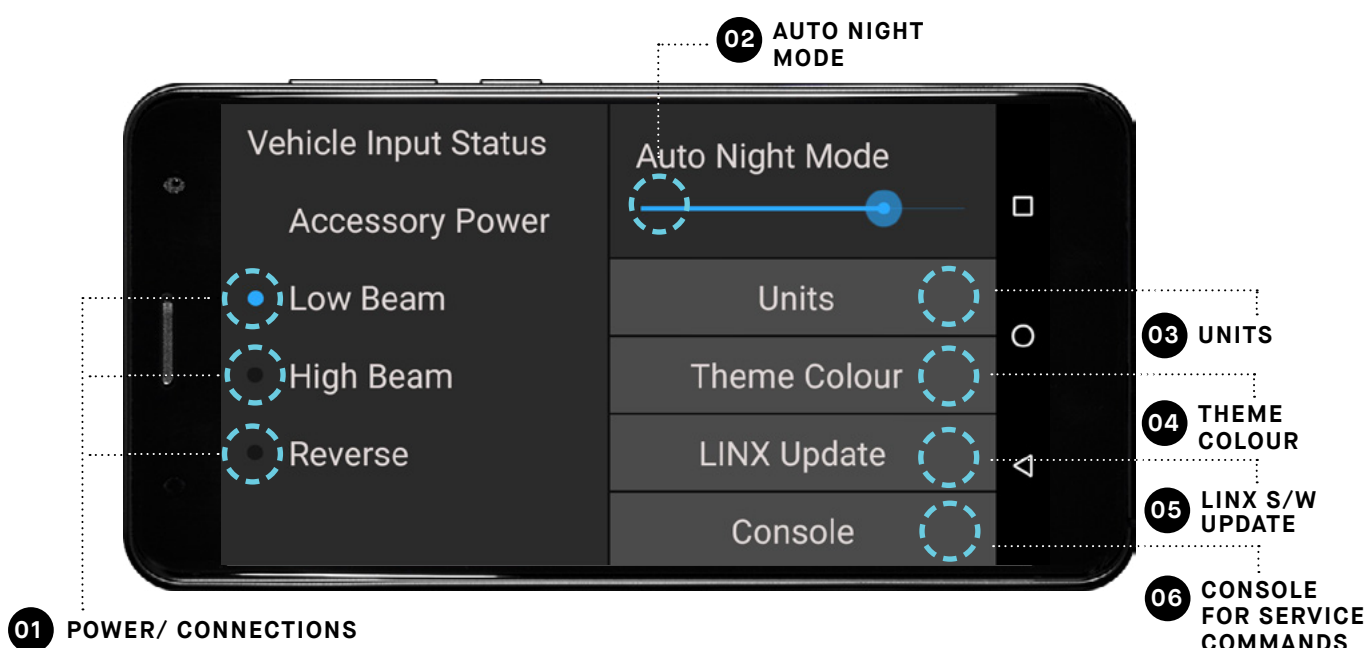 02 AUTO NIGHT
MODE
Vehicle Input Status
Auto Night Mode
Accessory Power
Low Beam
Units
High Beam
Theme Colour
Reverse
LINX Update
Console
03 UNITS
04 THEME
COLOUR
05 LINX S/W
UPDATE
06 CONSOLE
FOR SERVICE
COMMANDS
01 POWER/ CONNECTIONS